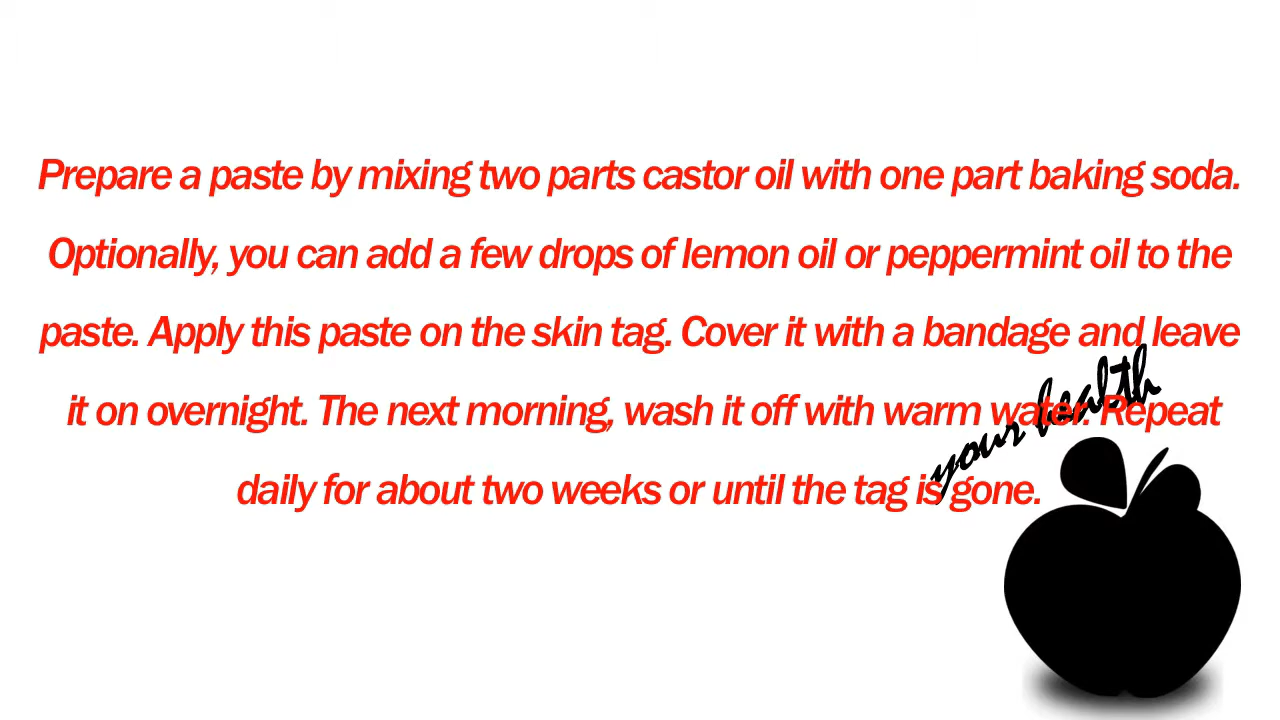 Prepare a paste by mixing two parts castor oil with one part baking soda.
Optionally, you can add a few drops of lemon oil or peppermint oil to the
paste. Apply this paste on the skin tag. Cover it with a bandage and leave
it on overnight. The next morning, wash it off with warm water. Repeat
daily for about two weeks or until the tag is gone.
your health